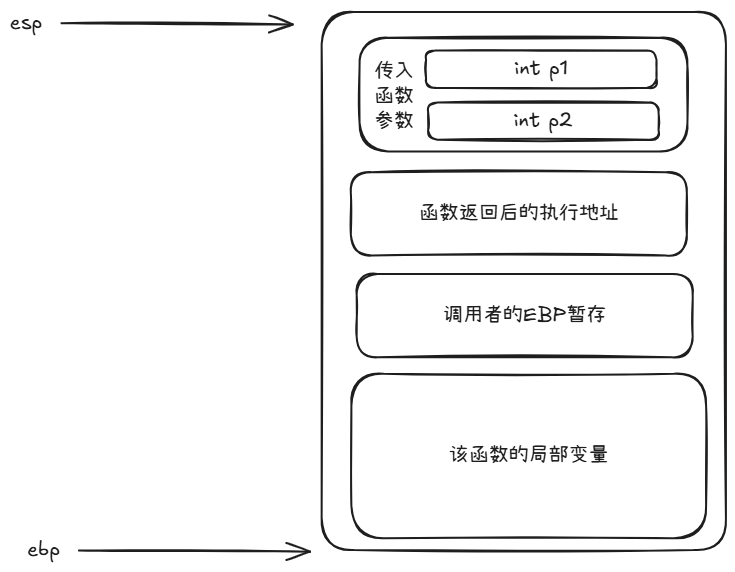 esp
传入
函数
参数
int p1
int p2
函数返回后的执行地址
调用者的EBP暂存
该函数的局部变量
ebp